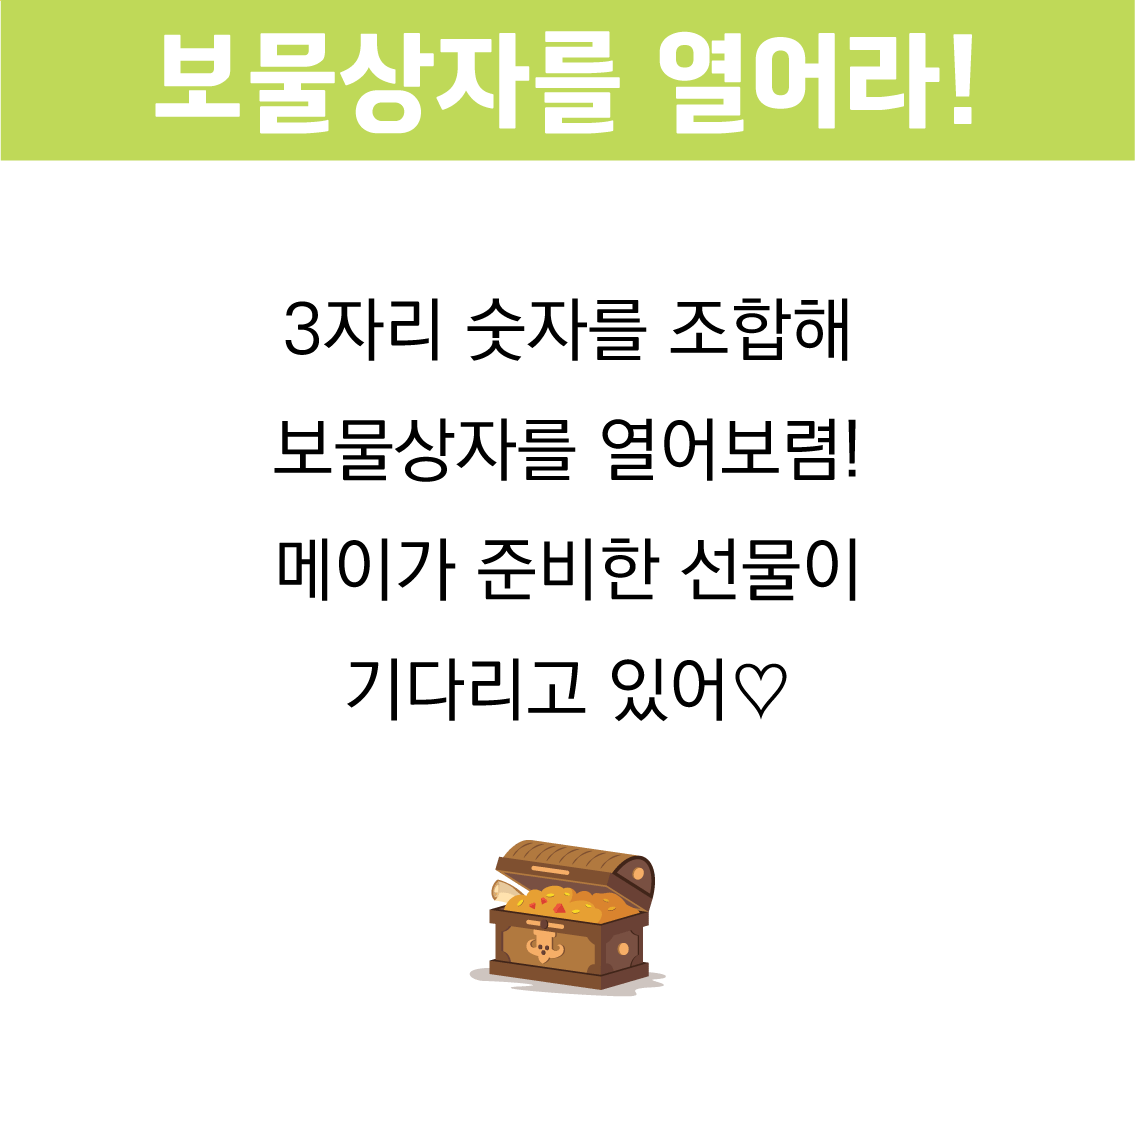 보물상자를 열어라!
3자리 숫자를 조합해
보물상자를 열어보렴!
메이가 준비한 선물이
기다리고 있어♡